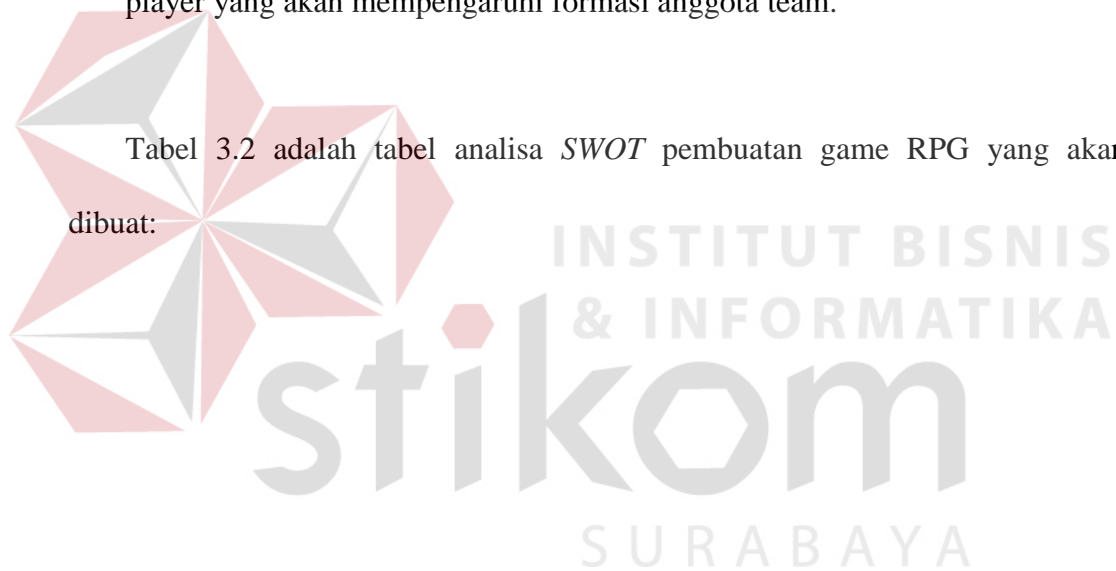 player yang akan mempengaruhi formasi anggota team.
Tabel 3.2 adalah tabel analisa SWOT pembuatan game RPG yang akan
dibuat:
INSTITUT BISNIS
& INFORMATIKA
stikom
SURABAYA